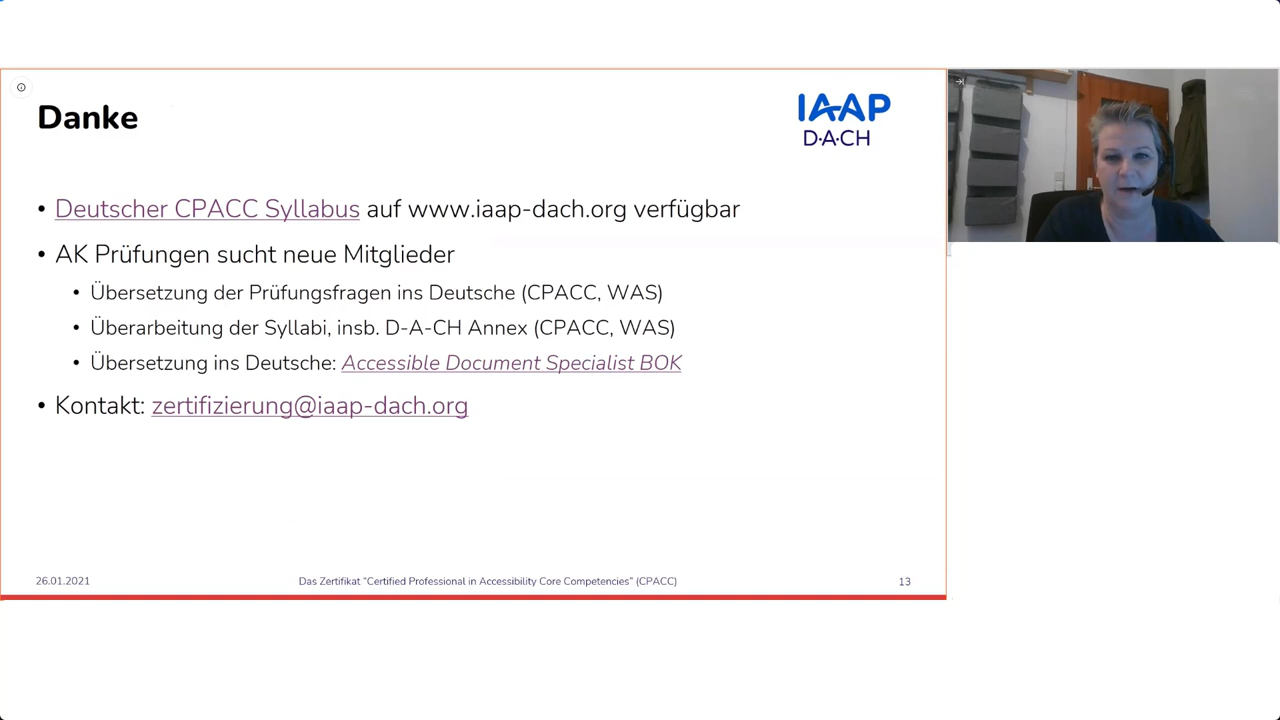 Danke
IAAP
D·A·CH
• Deutscher CPACC Syllabus auf www.iaap-dach.org verfügbar
• AK Prüfungen sucht neue Mitglieder
• Übersetzung der Prüfungsfragen ins Deutsche (CPACC, WAS)
• Überarbeitung der Syllabi, insb. D-A-CH Annex (CPACC, WAS)
• Übersetzung ins Deutsche: Accessible Document Specialist BOK
• Kontakt: zertifizierung@iaap-dach.org
26.01.2021
Das Zertifikat "Certified Professional in Accessibility Core Competencies" (CPACC)
13